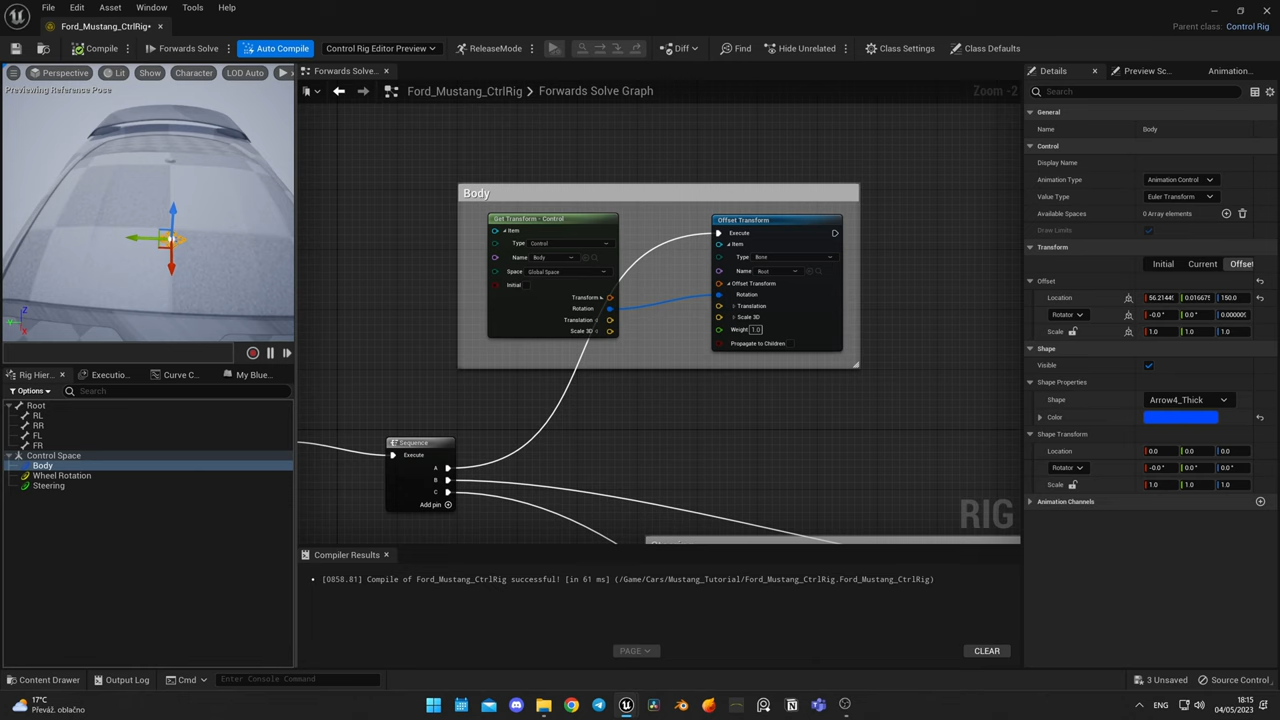 File Edit Asset Window Tools Help
Ford_Mustang_CtrlRig•
Parent class: Control Rig
Compile Forwards Solve Auto Compile Control Rig Editor Preview ReleaseMode Diff Find Hide Unrelated Class Settings Class Defaults
Perspective Lit Show Character LOD Auto
Previewing Reference Pose
Forwards Solve...
Ford_Mustang_CtrlRig Forwards Solve Graph
Zoom -2
Body
Get Transform - Control
Item
Type Control
Name Body
Space Global Space
Initial
Transform
Rotation
Translation
Scale 3D
Offset Transform
Execute
Item
Type Bone
Name Root
Offset Transform
Rotation
Translation
Scale 3D
Weight 1.0
Propagate to Children
Sequence
Execute
A
B
C
Add pin
RIG
Rig Hier... Executio... Curve C... My Blue...
Options Search
Root
RL
RR
FL
FR
Control Space
Body
Wheel Rotation
Steering
Compiler Results
[0858.81] Compile of Ford_Mustang_CtrlRig successful! [in 61 ms] (/Game/Cars/Mustang_Tutorial/Ford_Mustang_CtrlRig.Ford_Mustang_CtrlRig)
PAGE
CLEAR
Details Preview Sc... Animation...
Search
General
Name Body
Control
Display Name
Animation Type Animation Control
Value Type Euler Transform
Available Spaces 0 Array elements
Draw Limits
Transform
Initial Current Offset
Offset
Location 0.01667 150.0
Rotator -0.0 ° 0.0 ° 0.00000
Scale 1.0 1.0 1.0
Shape
Visible
Shape Properties
Shape Arrow4_Thick
Color
Shape Transform
Location 0.0 0.0 0.0
Rotator -0.0 ° 0.0 ° 0.0 °
Scale 1.0 1.0 1.0
Animation Channels
Content Drawer Output Log Cmd Enter Console Command
3 Unsaved Source Control
17°C
Převáž. oblačno
ENG
18:15
04/05/2023